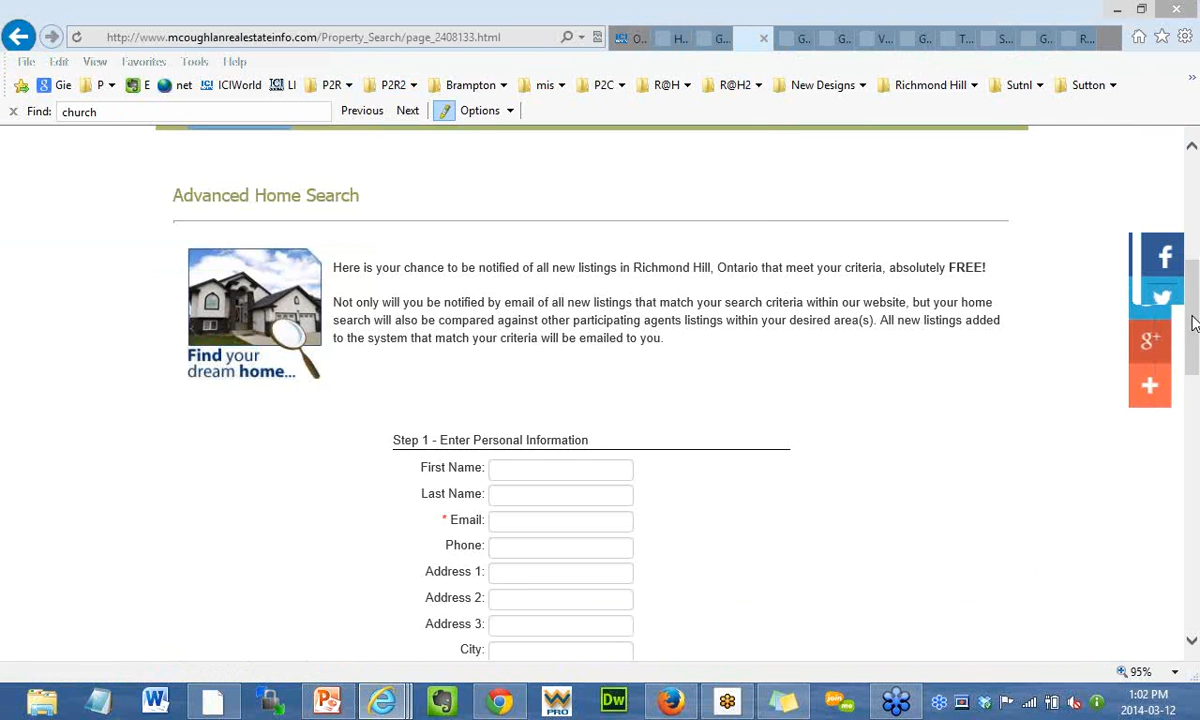 http://www.mcoughlanrealestateinfo.com/Property_Search/page_2408133.html
O...
H...
G...
G...
G...
V...
G...
T...
S...
G...
R...
File Edit View Favorites Tools Help
Gie P E net ICIWorld LI P2R P2R2 Brampton mis P2C R@H R@H2 New Designs Richmond Hill Sutnl Sutton »
x Find: church Previous Next Options
Advanced Home Search
Here is your chance to be notified of all new listings in Richmond Hill, Ontario that meet your criteria, absolutely FREE!
Not only will you be notified by email of all new listings that match your search criteria within our website, but your home
search will also be compared against other participating agents listings within your desired area(s). All new listings added
to the system that match your criteria will be emailed to you.
Find your
dream home...
f
g+
+
Step 1 - Enter Personal Information
First Name:
Last Name:
* Email:
Phone:
Address 1:
Address 2:
Address 3:
City:
95%
W
P
PRO
Dw
join me
1:02 PM
2014-03-12